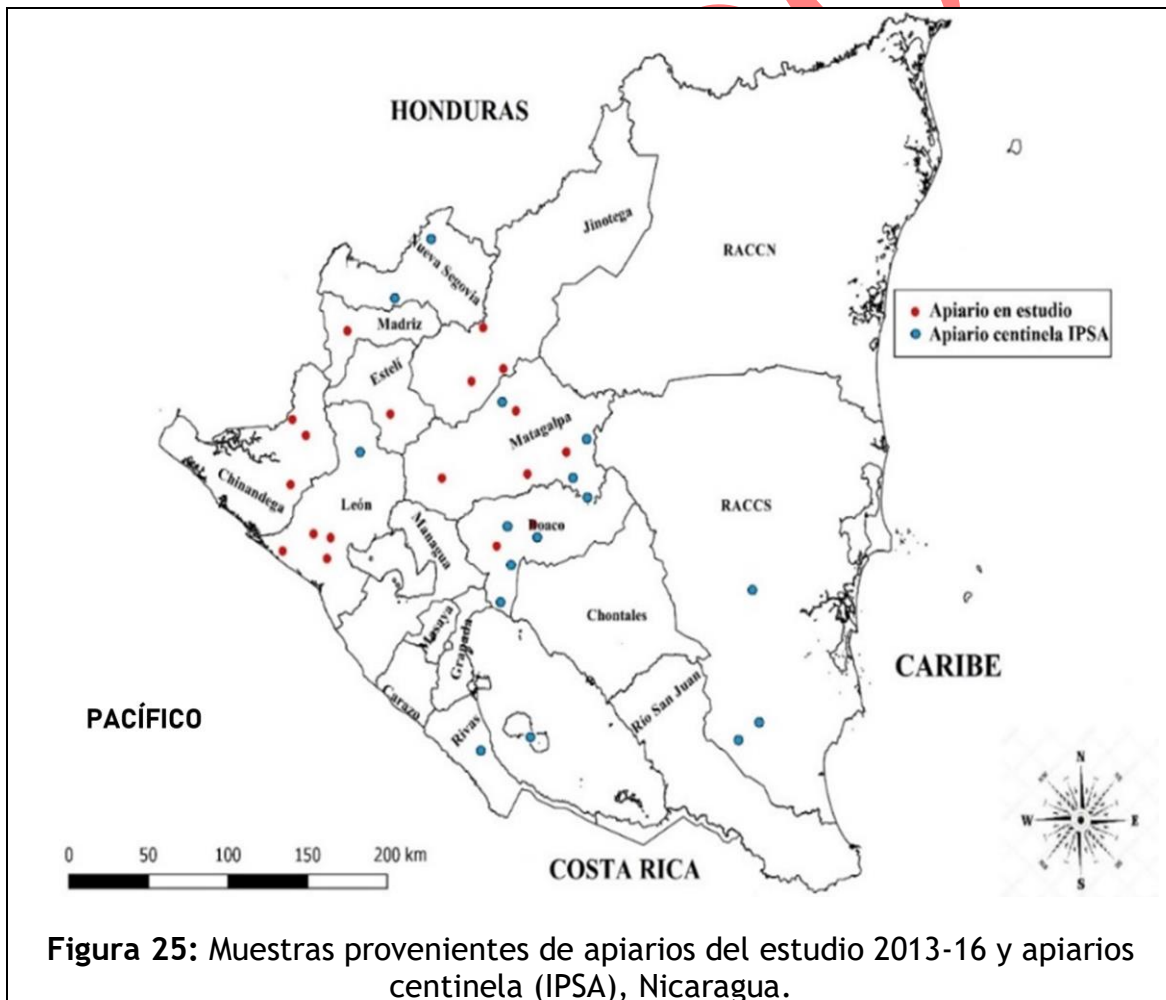 HONDURAS
Jinotega
RACCN
Nueva Segovia
Apiario en estudio
Apiario centinela IPSA
Madriz
Estelí
Matagalpa
Chinandega
León
RACCS
Boaco
Managua
Chontales
Masaya
Granada
CARIBE
Río San Juan
Carazo
PACÍFICO
Rivas
N
W E
S
0 50 100 150 200 km
COSTA RICA
Figura 25: Muestras provenientes de apiarios del estudio 2013-16 y apiarios
centinela (IPSA), Nicaragua.